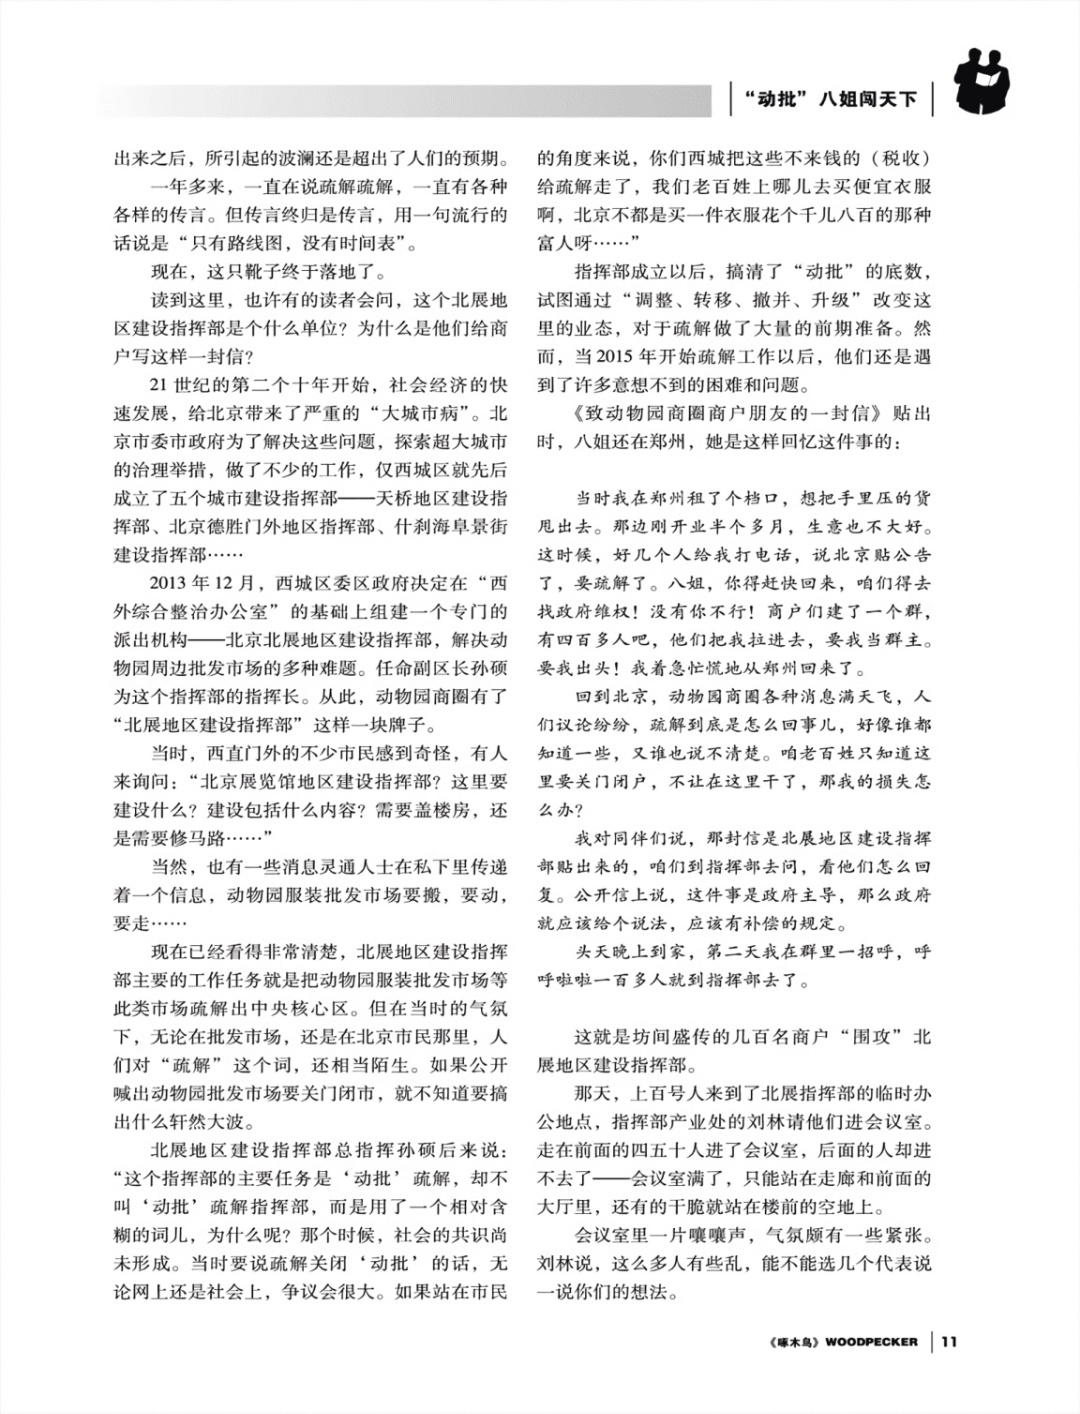 “动批”八姐闯天下
出来之后，所引起的波澜还是超出了人们的预期。
一年多来，一直在说疏解疏解，一直有各种
各样的传言。但传言终归是传言，用一句流行的
话说是“只有路线图，没有时间表”。
现在，这只靴子终于落地了。
读到这里，也许有的读者会问，这个北展地
区建设指挥部是个什么单位？为什么是他们给商
户写这样一封信？
21 世纪的第二个十年开始，社会经济的快
速发展，给北京带来了严重的“大城市病”。北
京市委市政府为了解决这些问题，探索超大城市
的治理举措，做了不少的工作，仅西城区就先后
成立了五个城市建设指挥部——天桥地区建设指
挥部、北京德胜门外地区指挥部、什刹海阜景街
建设指挥部……
2013 年 12 月，西城区委区政府决定在“西
外综合整治办公室”的基础上组建一个专门的
派出机构——北京北展地区建设指挥部，解决动
物园周边批发市场的多种难题。任命副区长孙硕
为这个指挥部的指挥长。从此，动物园商圈有了
“北展地区建设指挥部”这样一块牌子。
当时，西直门外的不少市民感到奇怪，有人
来询问：“北京展览馆地区建设指挥部？这里要
建设什么？建设包括什么内容？需要盖楼房，还
是需要修马路……”
当然，也有一些消息灵通人士在私下里传递
着一个信息，动物园服装批发市场要搬，要动，
要走……
现在已经看得非常清楚，北展地区建设指挥
部主要的工作任务就是把动物园服装批发市场等
此类市场疏解出中央核心区。但在当时的气氛
下，无论在批发市场，还是在北京市民那里，人
们对“疏解”这个词，还相当陌生。如果公开
喊出动物园批发市场要关门闭市，就不知道要搞
出什么轩然大波。
北展地区建设指挥部总指挥孙硕后来说：
“这个指挥部的主要任务是‘动批’疏解，却不
叫‘动批’疏解指挥部，而是用了一个相对含
糊的词儿，为什么呢？那个时候，社会的共识尚
未形成。当时要说疏解关闭‘动批’的话，无
论网上还是社会上，争议会很大。如果站在市民
的角度来说，你们西城把这些不来钱的（税收）
给疏解走了，我们老百姓上哪儿去买便宜衣服
啊，北京不都是买一件衣服花个千儿八百的那种
富人呀……”
指挥部成立以后，搞清了“动批”的底数，
试图通过“调整、转移、撤并、升级”改变这
里的业态，对于疏解做了大量的前期准备。然
而，当 2015 年开始疏解工作以后，他们还是遇
到了许多意想不到的困难和问题。
《致动物园商圈商户朋友的一封信》贴出
时，八姐还在郑州，她是这样回忆这件事的：
当时我在郑州租了个档口，想把手里压的货
甩出去。那边刚开业半个多月，生意也不大好。
这时候，好几个人给我打电话，说北京贴公告
了，要疏解了。八姐，你得赶快回来，咱们得去
找政府维权！没有你不行！商户们建了一个群，
有四百多人吧，他们把我拉进去，要我当群主。
要我出头！我着急忙慌地从郑州回来了。
回到北京，动物园商圈各种消息满天飞，人
们议论纷纷，疏解到底是怎么回事儿，好像谁都
知道一些，又谁也说不清楚。咱老百姓只知道这
里要关门闭户，不让在这里干了，那我的损失怎
么办？
我对同伴们说，那封信是北展地区建设指挥
部贴出来的，咱们到指挥部去问，看他们怎么回
复。公开信上说，这件事是政府主导，那么政府
就应该给个说法，应该有补偿的规定。
头天晚上到家，第二天我在群里一招呼，呼
呼啦啦一百多人就到指挥部去了。
这就是坊间盛传的几百名商户“围攻”北
展地区建设指挥部。
那天，上百号人来到了北展指挥部的临时办
公地点，指挥部产业处的刘林请他们进会议室。
走在前面的四五十人进了会议室，后面的人却进
不去了——会议室满了，只能站在走廊和前面的
大厅里，还有的干脆就站在楼前的空地上。
会议室里一片嚷嚷声，气氛颇有一些紧张。
刘林说，这么多人有些乱，能不能选几个代表说
一说你们的想法。
《啄木鸟》WOODPECKER 11